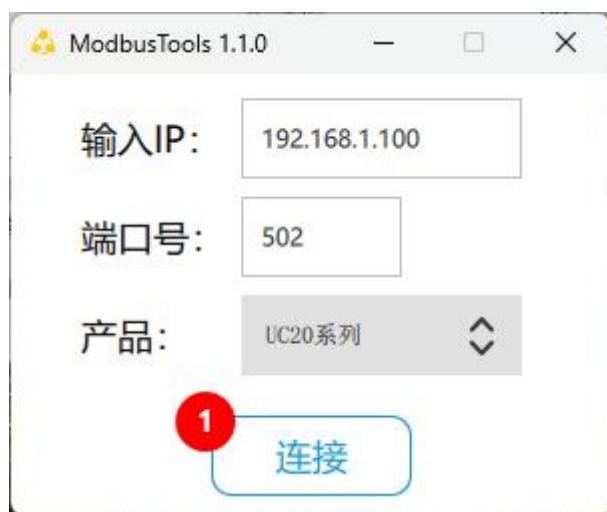 ModbusTools 1.1.0
输入IP： 192.168.1.100
端口号： 502
产品： UC20系列
1
连接